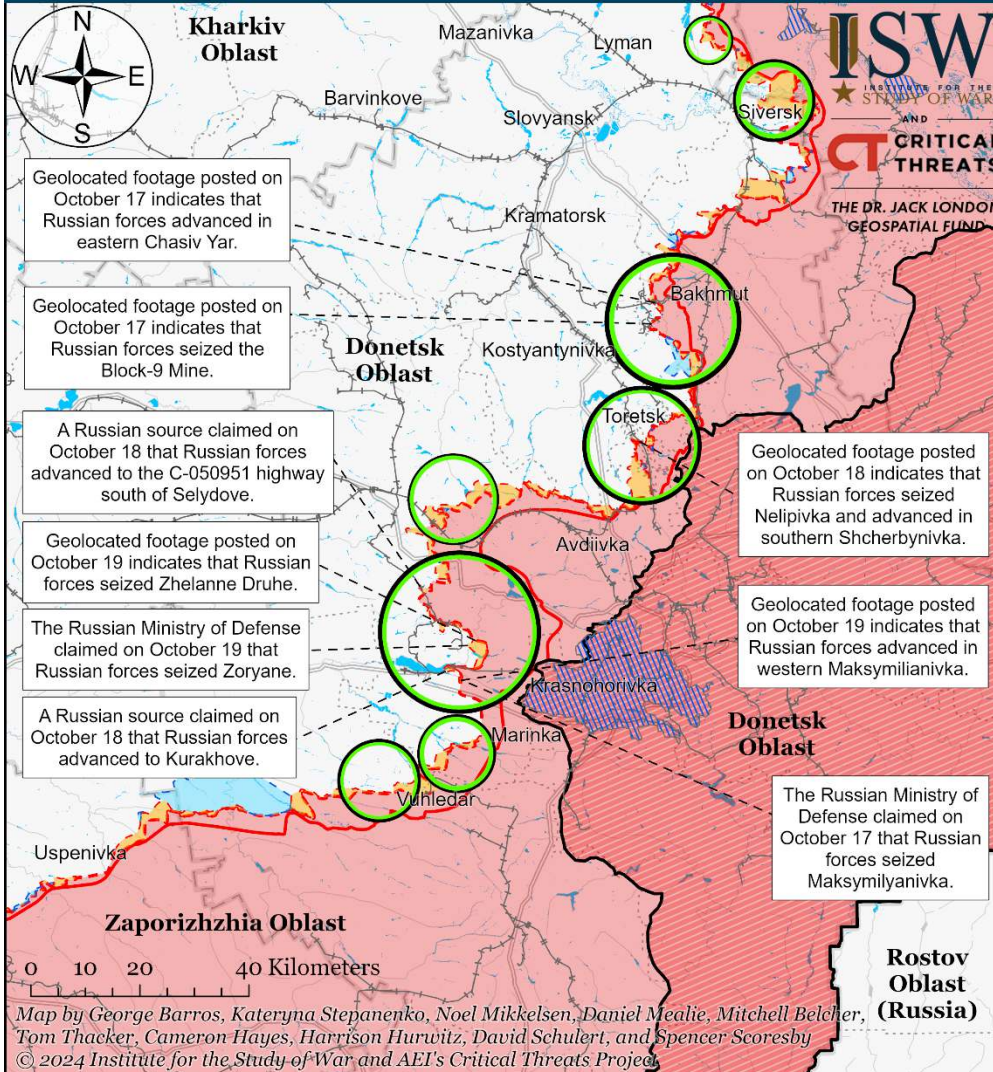 N
W
E
S
Kharkiv
Oblast
Mazanivka
Lyman
Barvinkove
Slovyansk
Siversk
ISW
INSTITUTE FOR THE
STUDY OF WAR
AND
CT
CRITICAL
THREATS
THE DR. JACK LONDON
GEOSPATIAL FUND
Geolocated footage posted on
October 17 indicates that
Russian forces advanced in
eastern Chasiv Yar.
Kramatorsk
Geolocated footage posted on
October 17 indicates that
Russian forces seized the
Block-9 Mine.
Bakhmut
Donetsk
Oblast
Kostyantynivka
Toretsk
A Russian source claimed on
October 18 that Russian forces
advanced to the C-050951 highway
south of Selydove.
Geolocated footage posted
on October 18 indicates that
Russian forces seized
Nelipivka and advanced in
southern Shcherbynivka.
Avdiivka
Geolocated footage posted on
October 19 indicates that Russian
forces seized Zhelanne Druhe.
The Russian Ministry of Defense
claimed on October 19 that
Russian forces seized Zoryane.
Geolocated footage posted
on October 19 indicates that
Russian forces advanced in
western Maksymilianivka.
Krasnohorivka
A Russian source claimed on
October 18 that Russian forces
advanced to Kurakhove.
Donetsk
Oblast
Marinka
Vuhledar
The Russian Ministry of
Defense claimed on
October 17 that Russian
forces seized
Maksymilyanivka.
Uspenivka
Zaporizhzhia Oblast
Rostov
Oblast
(Russia)
0 10 20 40 Kilometers
Map by George Barros, Kateryna Stepanenko, Noel Mikkelsen, Daniel Mealie, Mitchell Belcher,
Tom Thacker, Cameron Hayes, Harrison Hurwitz, David Schulert, and Spencer Scoresby
© 2024 Institute for the Study of War and AEI's Critical Threats Project